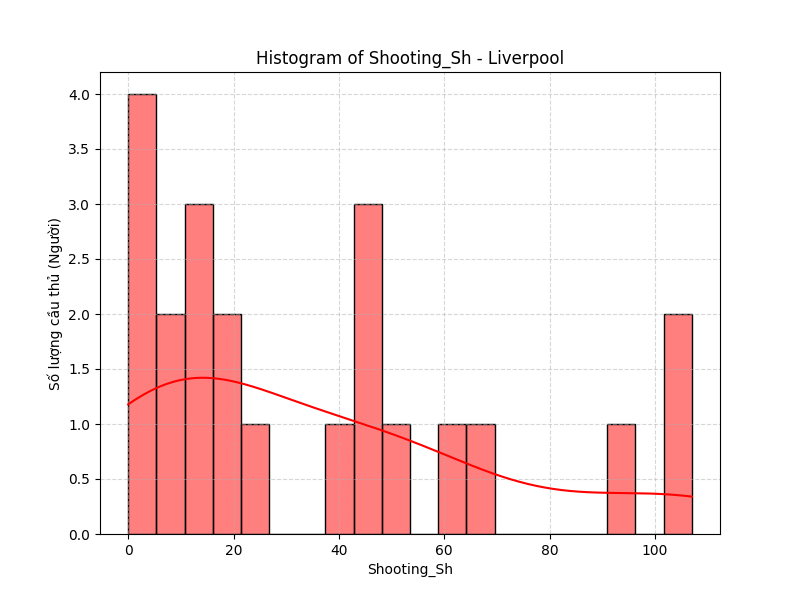 Histogram of Shooting_Sh - Liverpool
Số lượng cầu thủ (Người)
4.0
3.5
3.0
2.5
2.0
1.5
1.0
0.5
0.0
0 20 40 60 80 100
Shooting_Sh